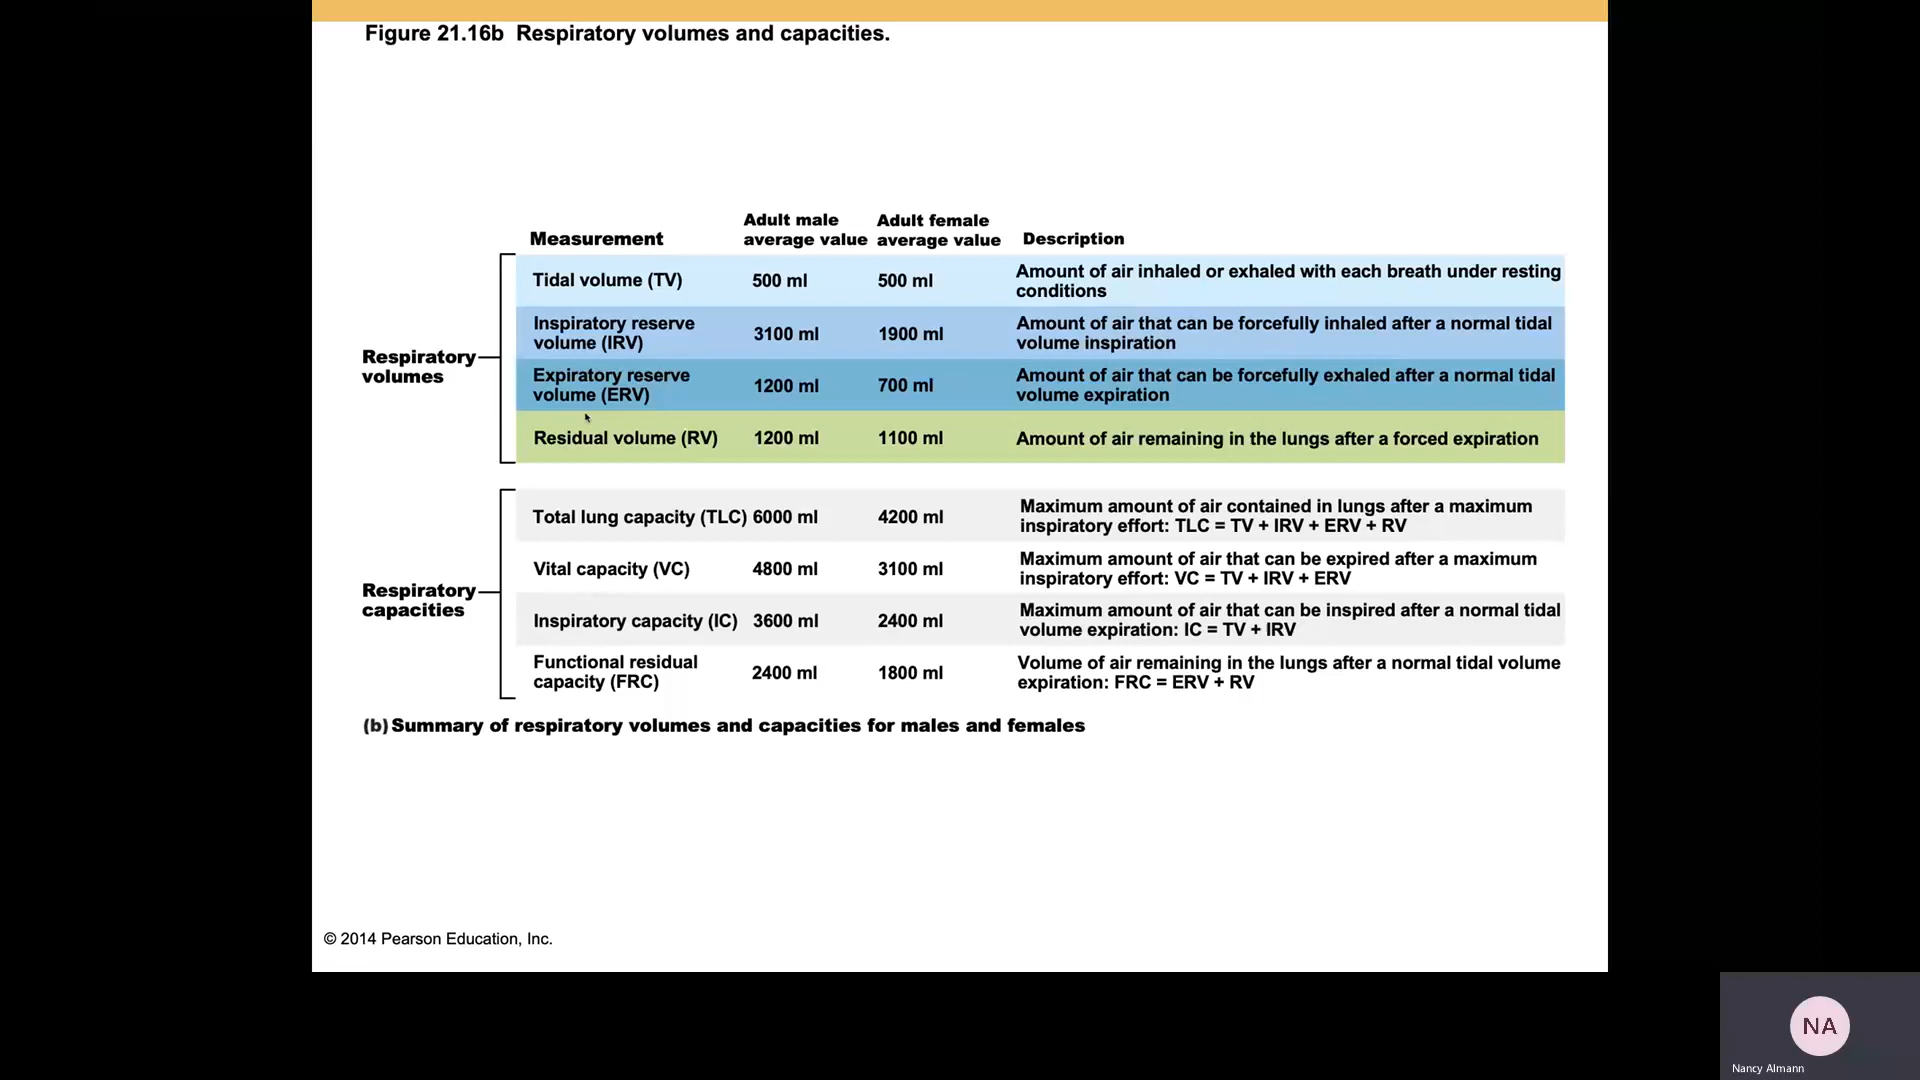 Figure 21.16b  Respiratory volumes and capacities.
Measurement
Adult male
average value
Adult female
average value
Description
Respiratory
volumes
Tidal volume (TV)
500 ml
500 ml
Amount of air inhaled or exhaled with each breath under resting
conditions
Inspiratory reserve
volume (IRV)
3100 ml
1900 ml
Amount of air that can be forcefully inhaled after a normal tidal
volume inspiration
Expiratory reserve
volume (ERV)
1200 ml
700 ml
Amount of air that can be forcefully exhaled after a normal tidal
volume expiration
Residual volume (RV)
1200 ml
1100 ml
Amount of air remaining in the lungs after a forced expiration
Respiratory
capacities
Total lung capacity (TLC)
6000 ml
4200 ml
Maximum amount of air contained in lungs after a maximum
inspiratory effort: TLC = TV + IRV + ERV + RV
Vital capacity (VC)
4800 ml
3100 ml
Maximum amount of air that can be expired after a maximum
inspiratory effort: VC = TV + IRV + ERV
Inspiratory capacity (IC)
3600 ml
2400 ml
Maximum amount of air that can be inspired after a normal tidal
volume expiration: IC = TV + IRV
Functional residual
capacity (FRC)
2400 ml
1800 ml
Volume of air remaining in the lungs after a normal tidal volume
expiration: FRC = ERV + RV
(b) Summary of respiratory volumes and capacities for males and females
© 2014 Pearson Education, Inc.
NA
Nancy Almann